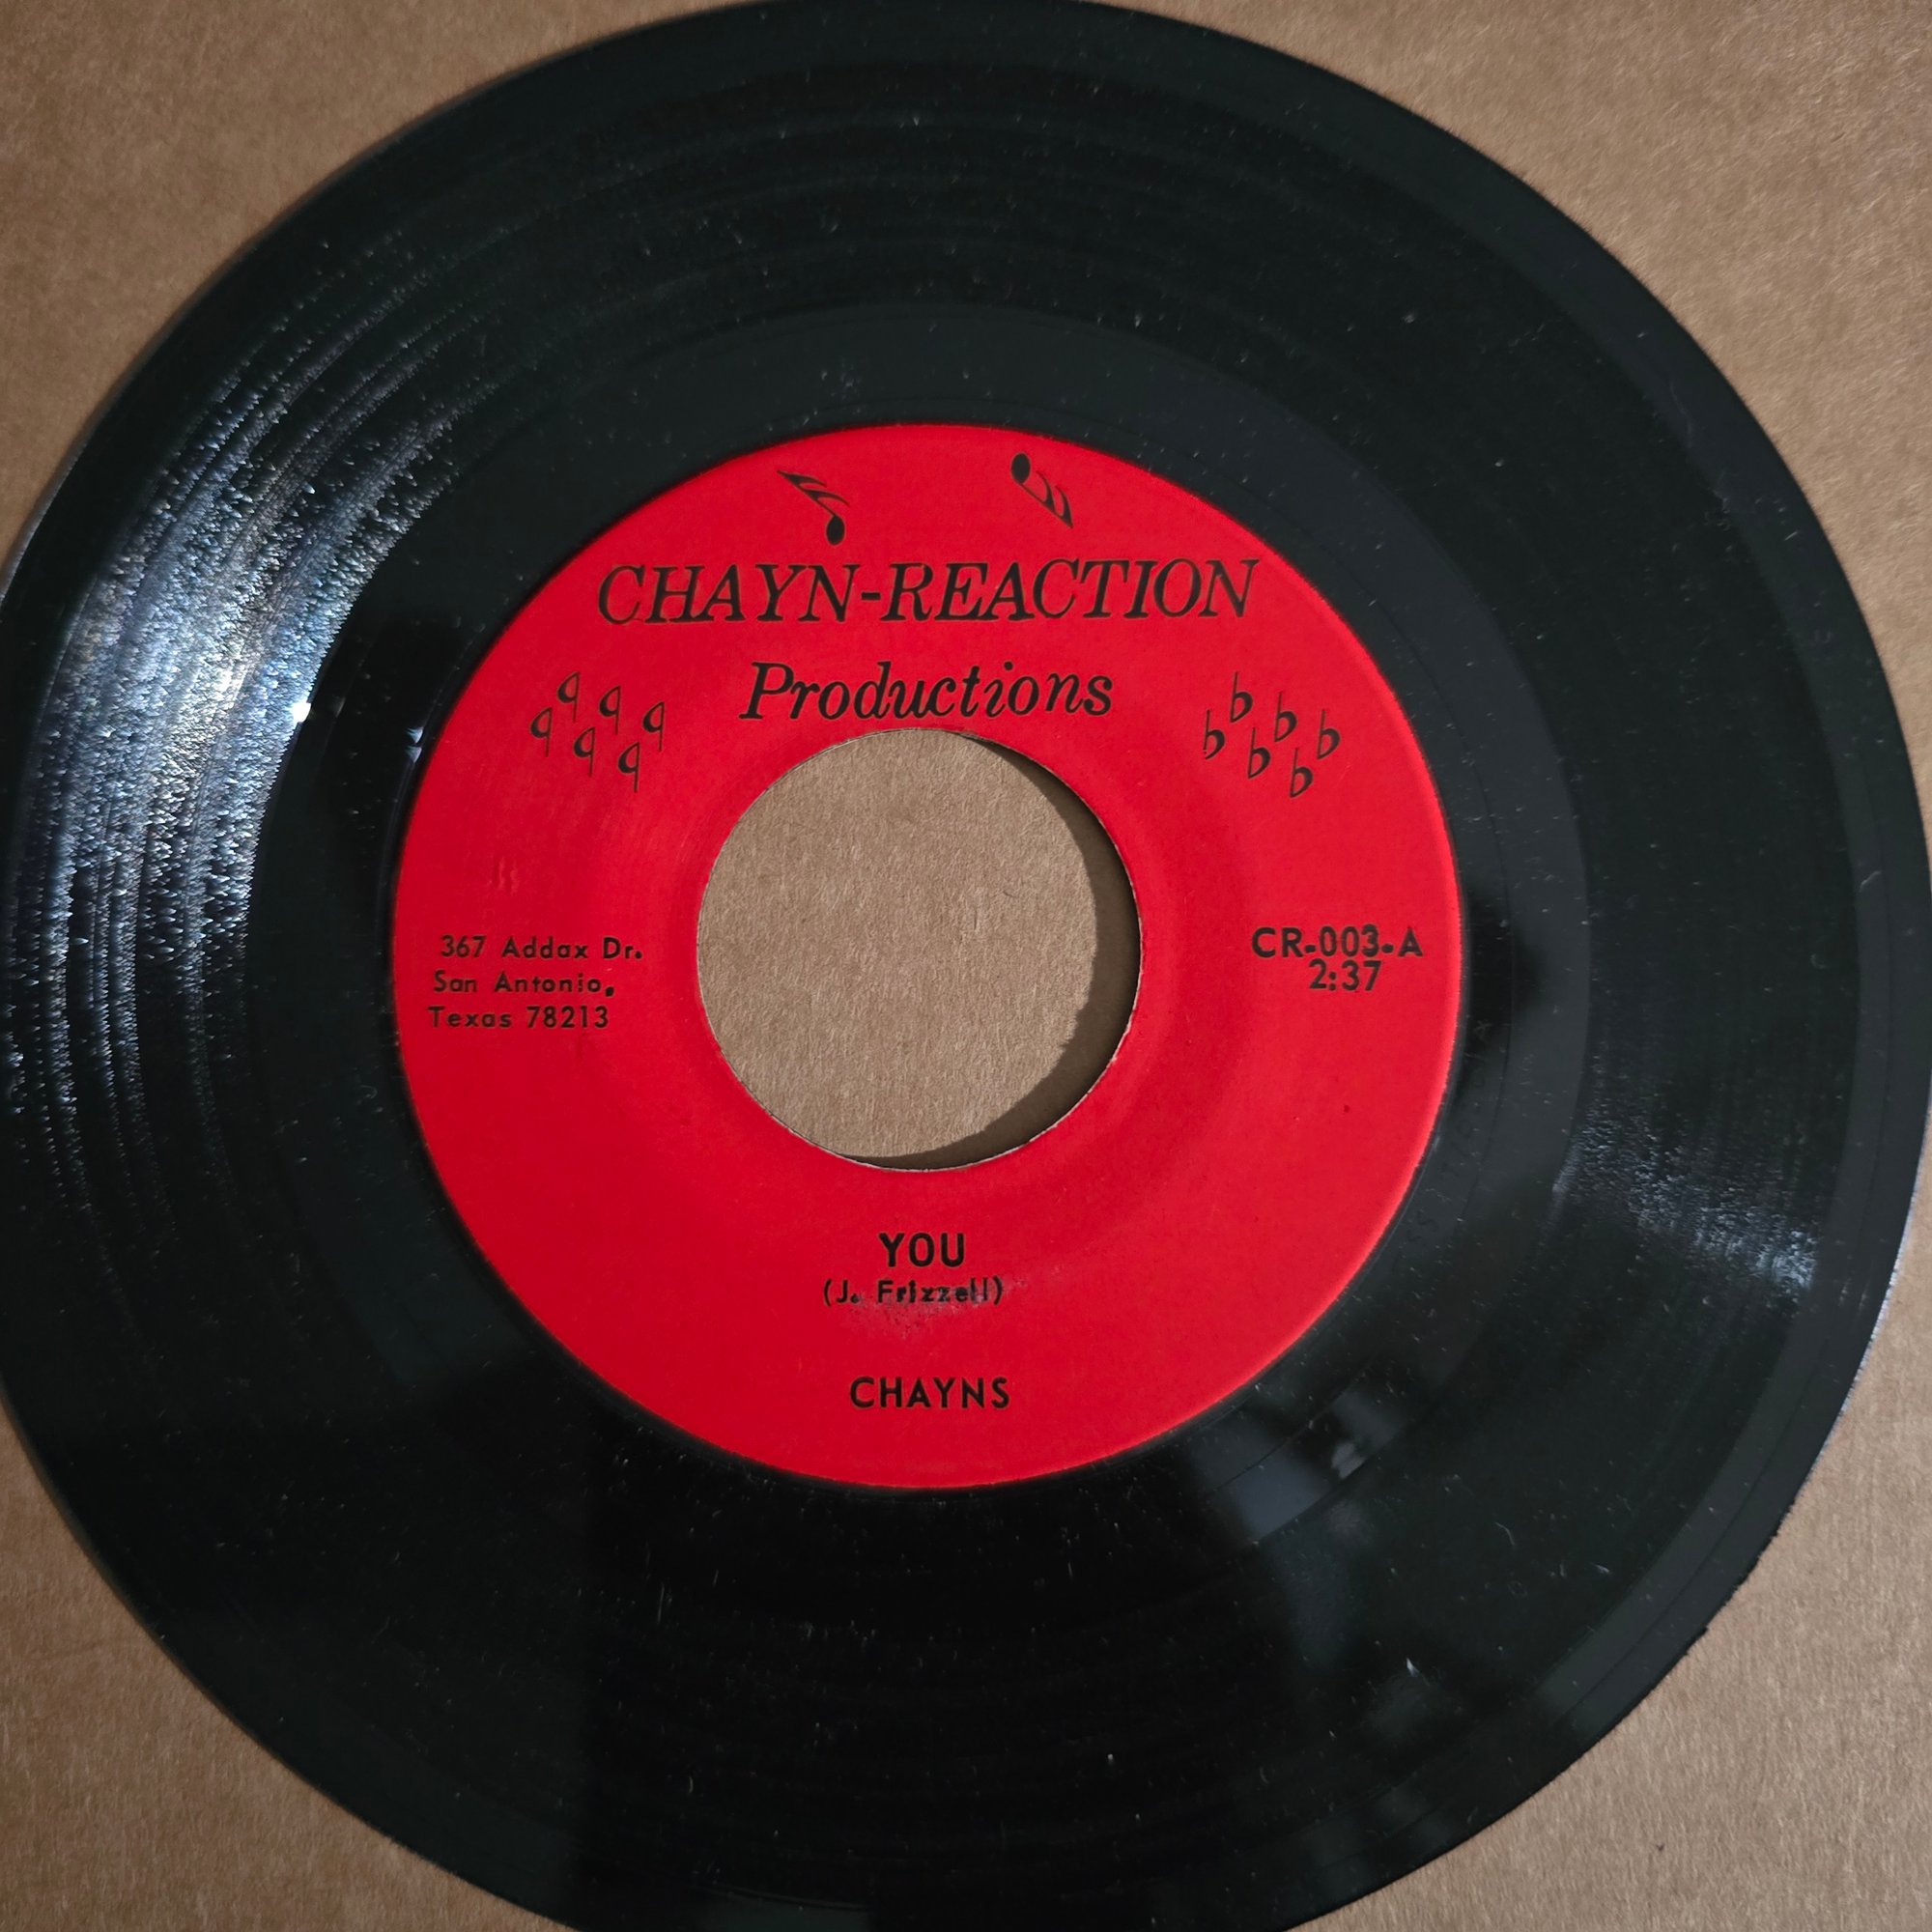 CHAYN-REACTION
Productions
367 Addax Dr.
San Antonio,
Texas 78213
CR-003-A
2:37
YOU
(J. Frizzell)
CHAYNS